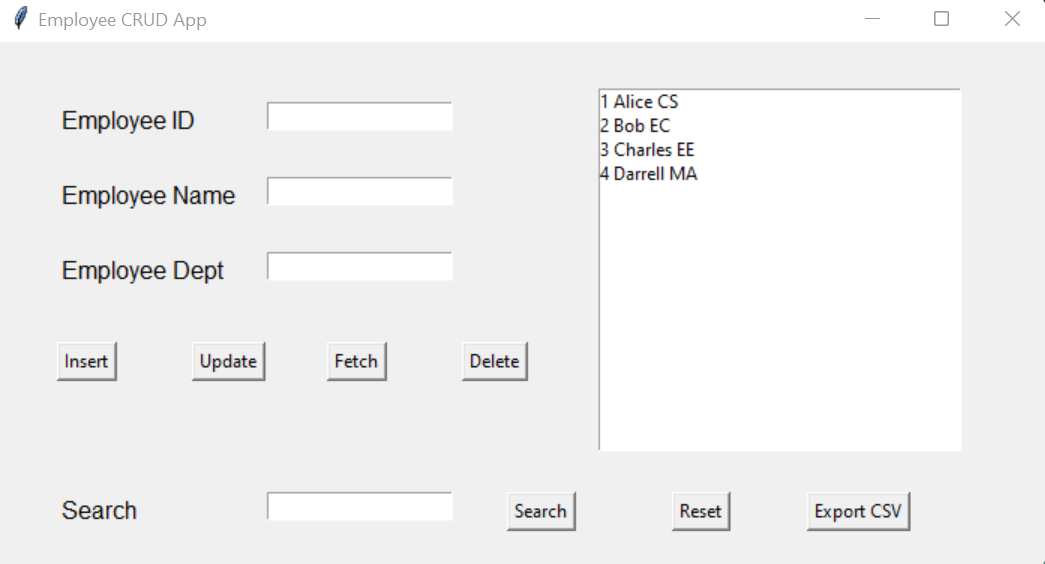 Employee CRUD App
Employee ID
Employee Name
Employee Dept
Insert Update Fetch Delete
1 Alice CS
2 Bob EC
3 Charles EE
4 Darrell MA
Search Search Reset Export CSV